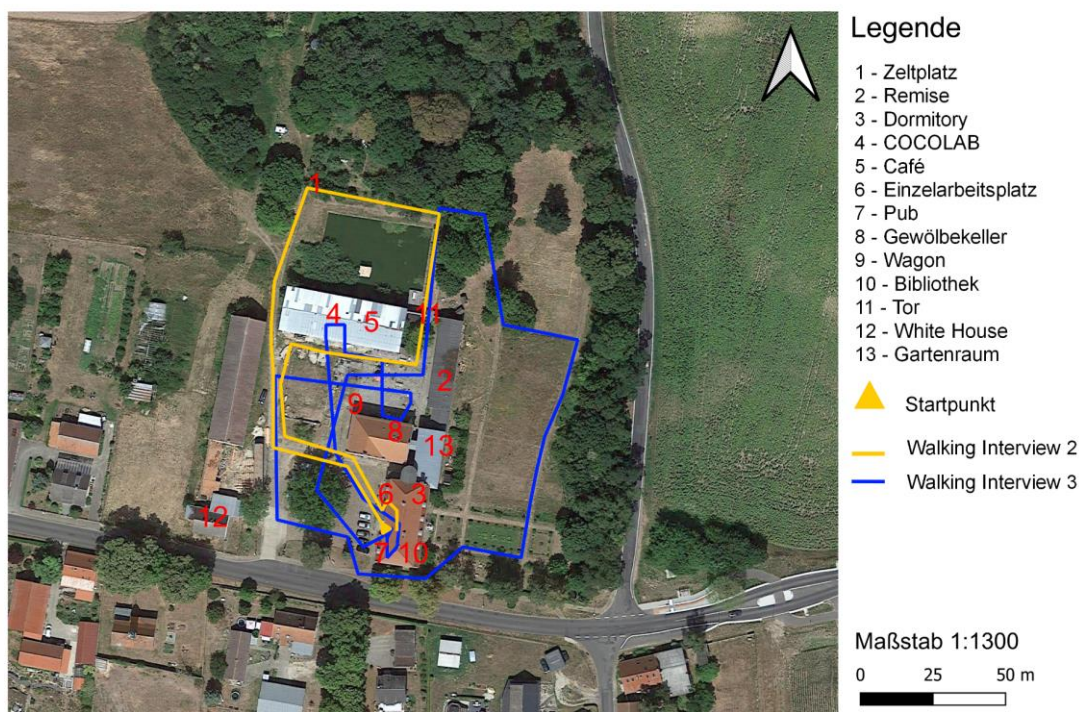 Legende
1 - Zeltplatz
2 - Remise
3 - Dormitory
4 - COCOLAB
5 - Café
6 - Einzelarbeitsplatz
7 - Pub
8 - Gewölbekeller
9 - Wagon
10 - Bibliothek
11 - Tor
12 - White House
13 - Gartenraum
Startpunkt
Walking Interview 2
Walking Interview 3
Maßstab 1:1300
0 25 50 m
1
4
5
11
2
9
8
13
6
3
12
7
10